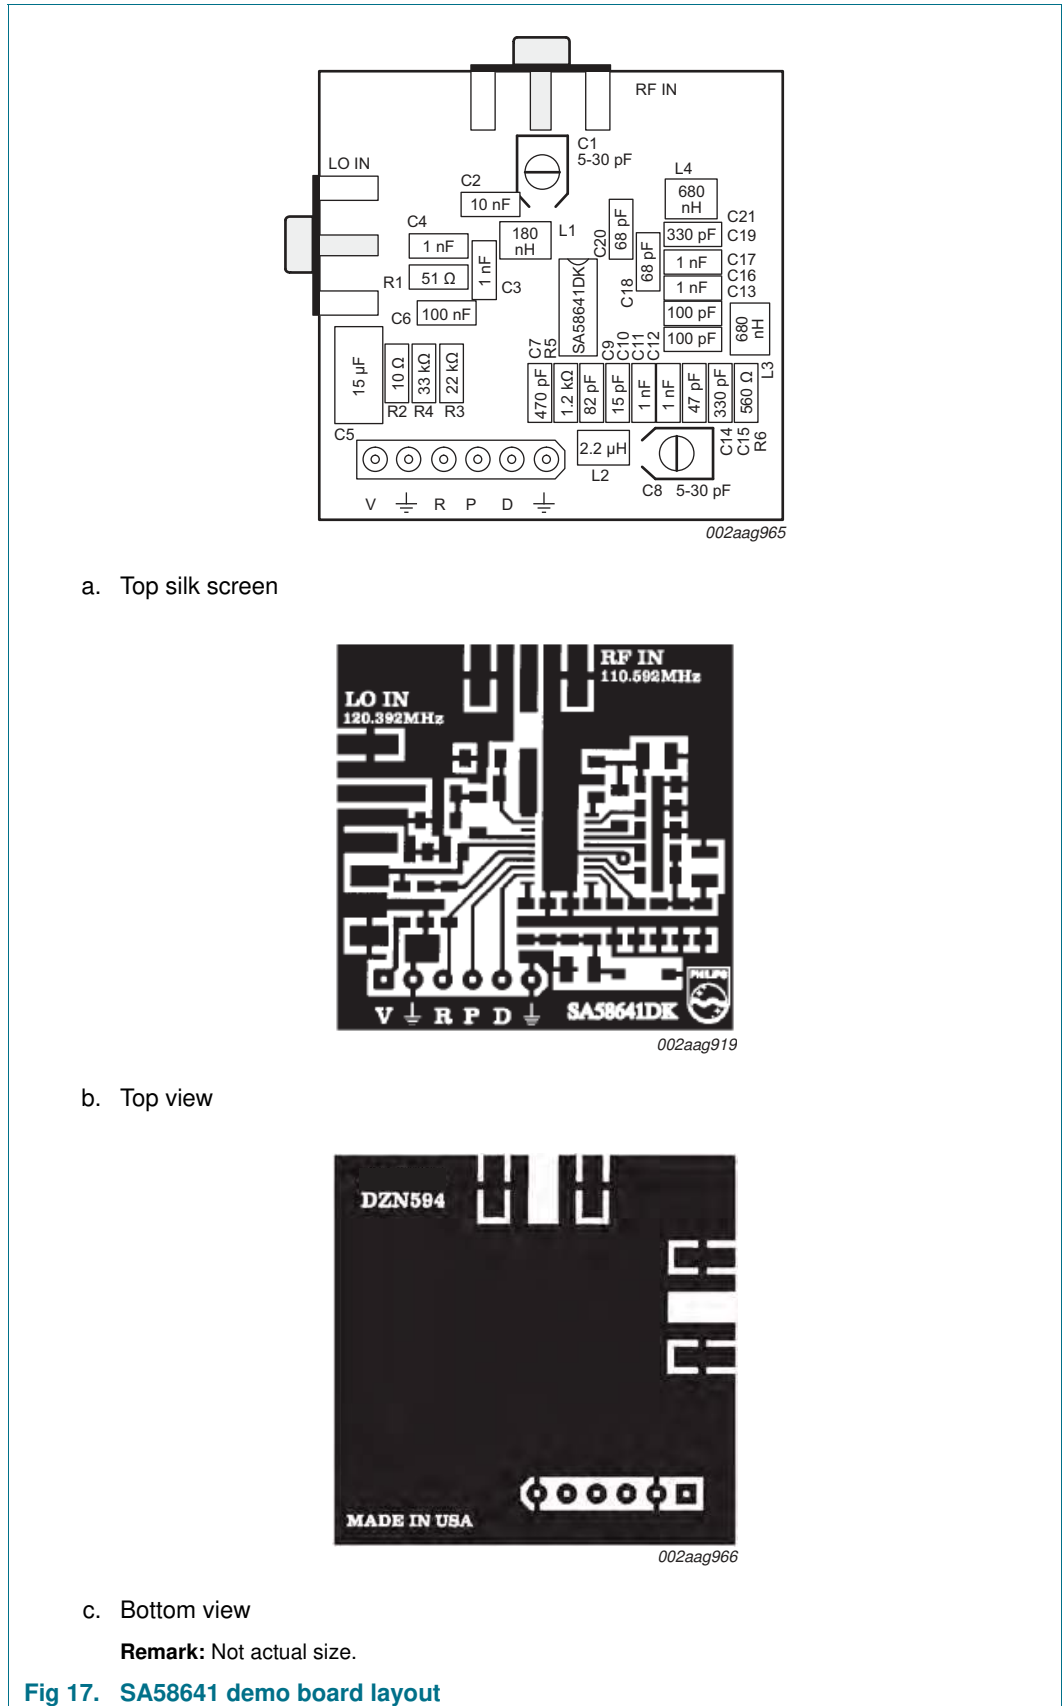 RF IN
C1
5-30 pF
LO IN
C2
10 nF
L4
680
nH
C4
1 nF
180
nH
L1
C20
68 pF
C21
330 pF
C19
R1
51 Ω
1 nF
C3
C18
68 pF
1 nF
C17
C16
1 nF
C13
C6
100 nF
SA58641DK
100 pF
100 pF
680
nH
L3
15 µF
10 Ω
33 kΩ
22 kΩ
C7
R5
C9
C10
C11
C12
470 pF
1.2 kΩ
82 pF
15 pF
1 nF
1 nF
47 pF
330 pF
560 Ω
R2
R4
R3
C5
2.2 µH
L2
C14
C15
R6
C8 5-30 pF
V R P D
002aag965
a. Top silk screen
RF IN
110.592MHz
LO IN
120.392MHz
PHILIPS
V R P D SA58641DK
002aag919
b. Top view
DZN594
MADE IN USA
002aag966
c. Bottom view
Remark: Not actual size.
Fig 17. SA58641 demo board layout